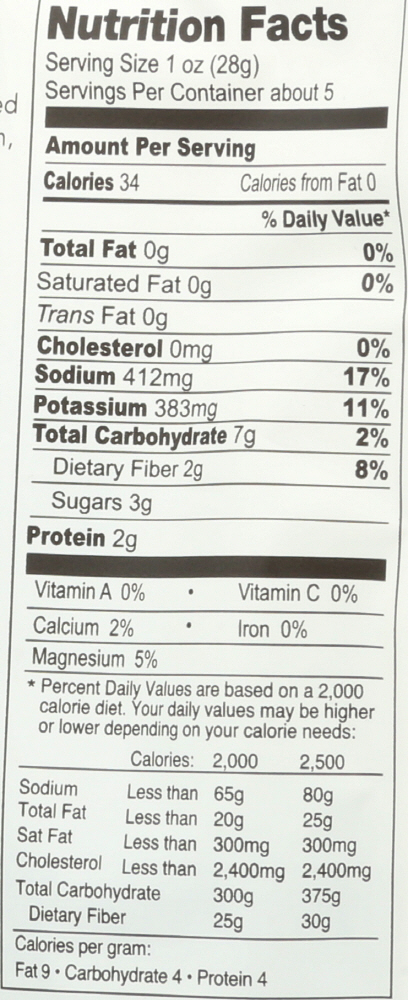 Nutrition Facts
Serving Size 1 oz (28g)
Servings Per Container about 5
Amount Per Serving
Calories 34 Calories from Fat 0
% Daily Value*
Total Fat 0g 0%
Saturated Fat 0g 0%
Trans Fat 0g
Cholesterol 0mg 0%
Sodium 412mg 17%
Potassium 383mg 11%
Total Carbohydrate 7g 2%
Dietary Fiber 2g 8%
Sugars 3g
Protein 2g
Vitamin A 0% • Vitamin C 0%
Calcium 2% • Iron 0%
Magnesium 5%
* Percent Daily Values are based on a 2,000
calorie diet. Your daily values may be higher
or lower depending on your calorie needs:
Calories: 2,000 2,500
Sodium Less than 65g 80g
Total Fat Less than 20g 25g
Sat Fat Less than 300mg 300mg
Cholesterol Less than 2,400mg 2,400mg
Total Carbohydrate 300g 375g
Dietary Fiber 25g 30g
Calories per gram:
Fat 9 • Carbohydrate 4 • Protein 4